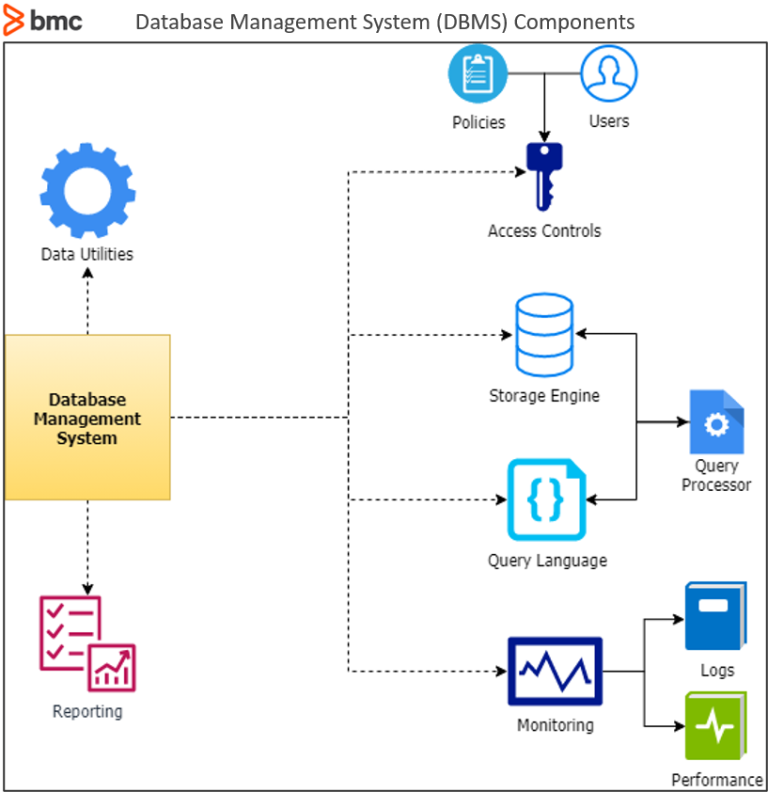 bmc
Database Management System (DBMS) Components
Policies
Users
Data Utilities
Access Controls
Database
Management
System
Storage Engine
Query
Processor
Query Language
Reporting
Monitoring
Logs
Performance